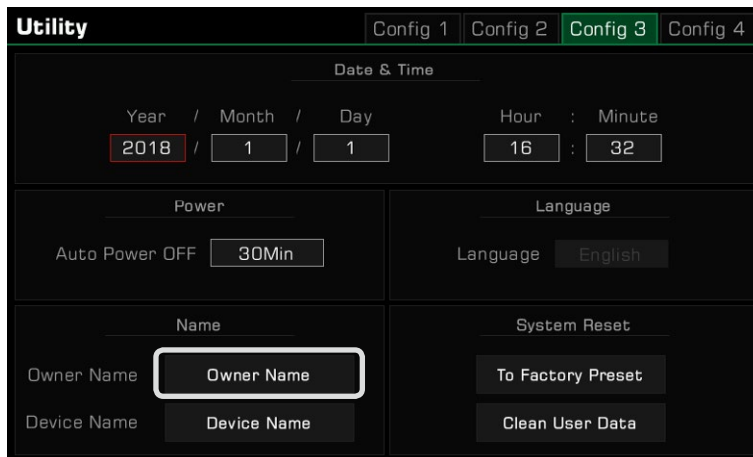 Utility Config 1 Config 2 Config 3 Config 4
Date & Time
Year / Month / Day Hour : Minute
2018 / 1 / 1 16 : 32
Power Language
Auto Power OFF 30Min Language English
Name System Reset
Owner Name Owner Name To Factory Preset
Device Name Device Name Clean User Data